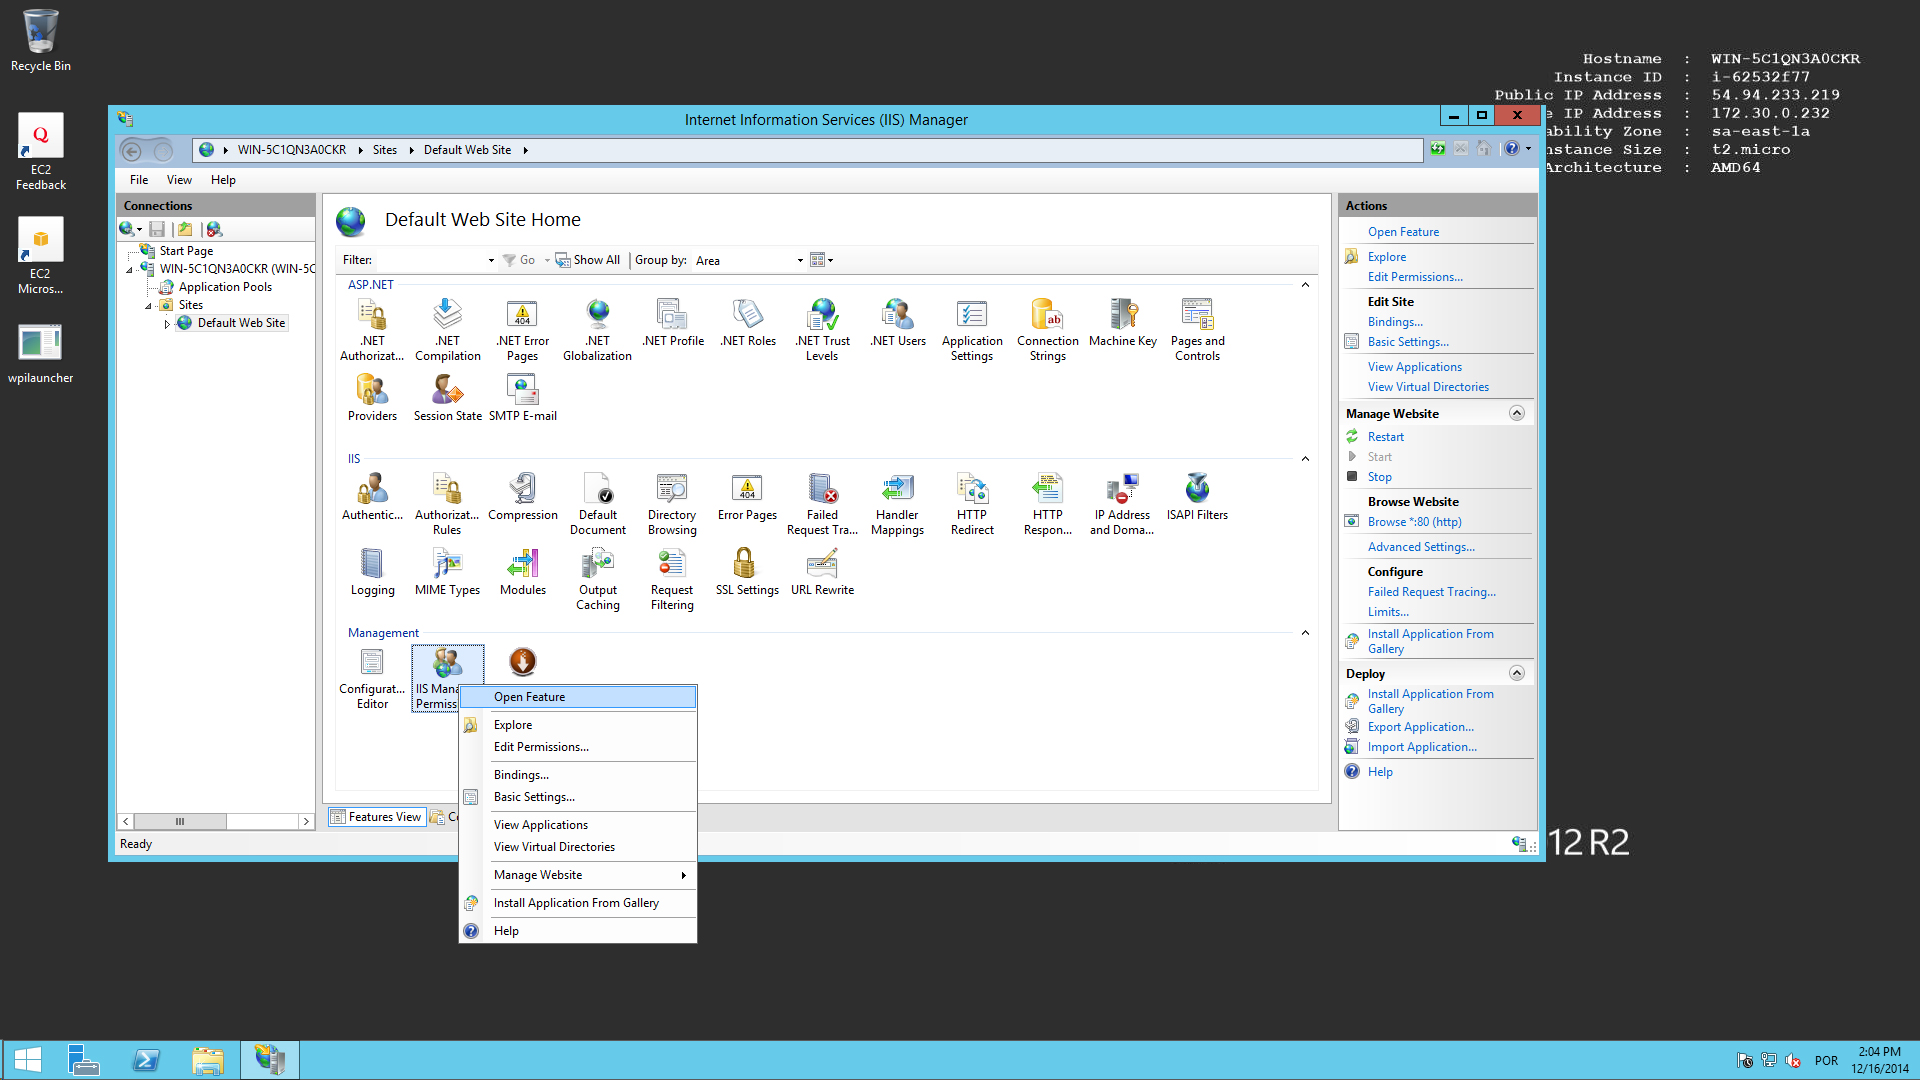 Recycle Bin
EC2
Feedback
EC2
Micros...
wpilauncher
Hostname : WIN-5C1QN3A0CKR
Instance ID : i-62532f77
Public IP Address : 54.94.233.219
e IP Address : 172.30.0.232
ability Zone : sa-east-1a
nstance Size : t2.micro
Architecture : AMD64
Internet Information Services (IIS) Manager
WIN-5C1QN3A0CKR Sites Default Web Site
File View Help
Connections
Start Page
WIN-5C1QN3A0CKR (WIN-5C
Application Pools
Sites
Default Web Site
Default Web Site Home
Filter: Go Show All Group by: Area
ASP.NET
.NET Authorizat...
.NET Compilation
.NET Error Pages
.NET Globalization
.NET Profile
.NET Roles
.NET Trust Levels
.NET Users
Application Settings
Connection Strings
Machine Key
Pages and Controls
Providers
Session State
SMTP E-mail
IIS
Authentic...
Authorizat... Rules
Compression
Default Document
Directory Browsing
Error Pages
Failed Request Tra...
Handler Mappings
HTTP Redirect
HTTP Respon...
IP Address and Doma...
ISAPI Filters
Logging
MIME Types
Modules
Output Caching
Request Filtering
SSL Settings
URL Rewrite
Management
Configurat... Editor
IIS Mana
Permiss
Open Feature
Explore
Edit Permissions...
Bindings...
Basic Settings...
View Applications
View Virtual Directories
Manage Website
Install Application From Gallery
Help
Features View
Ready
Actions
Open Feature
Explore
Edit Permissions...
Edit Site
Bindings...
Basic Settings...
View Applications
View Virtual Directories
Manage Website
Restart
Start
Stop
Browse Website
Browse *:80 (http)
Advanced Settings...
Configure
Failed Request Tracing...
Limits...
Install Application From
Gallery
Deploy
Install Application From
Gallery
Export Application...
Import Application...
Help
12 R2
POR
2:04 PM
12/16/2014